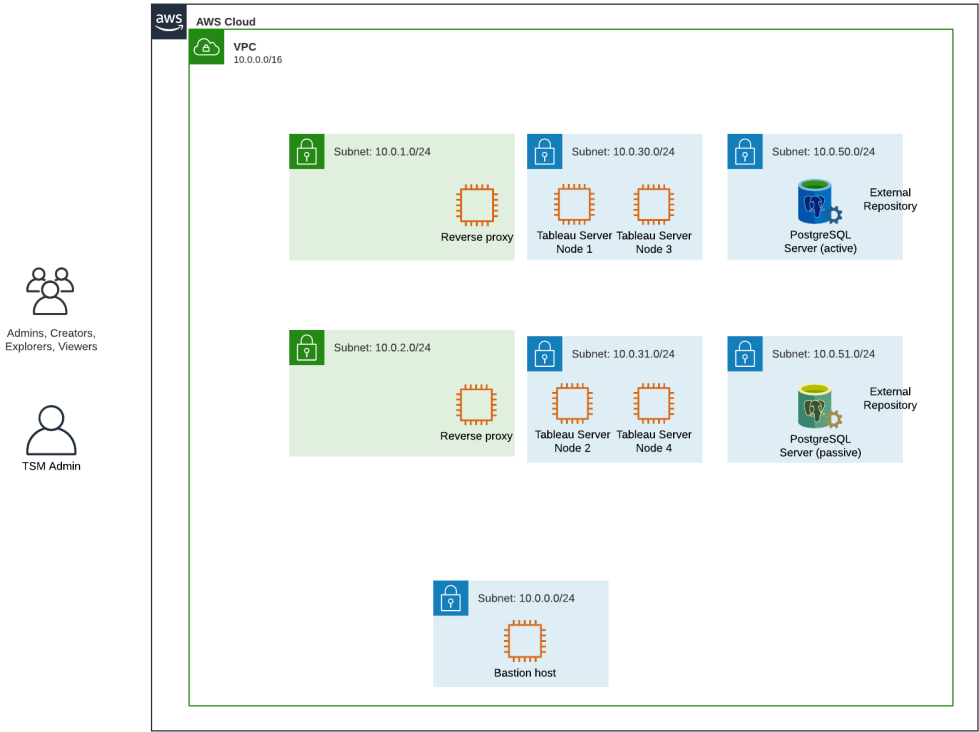 aws
AWS Cloud
VPC
10.0.0.0/16
Subnet: 10.0.1.0/24
Reverse proxy
Subnet: 10.0.30.0/24
Tableau Server
Node 1
Tableau Server
Node 3
Subnet: 10.0.50.0/24
External
Repository
PostgreSQL
Server (active)
Admins, Creators,
Explorers, Viewers
Subnet: 10.0.2.0/24
Reverse proxy
Subnet: 10.0.31.0/24
Tableau Server
Node 2
Tableau Server
Node 4
Subnet: 10.0.51.0/24
External
Repository
PostgreSQL
Server (passive)
TSM Admin
Subnet: 10.0.0.0/24
Bastion host